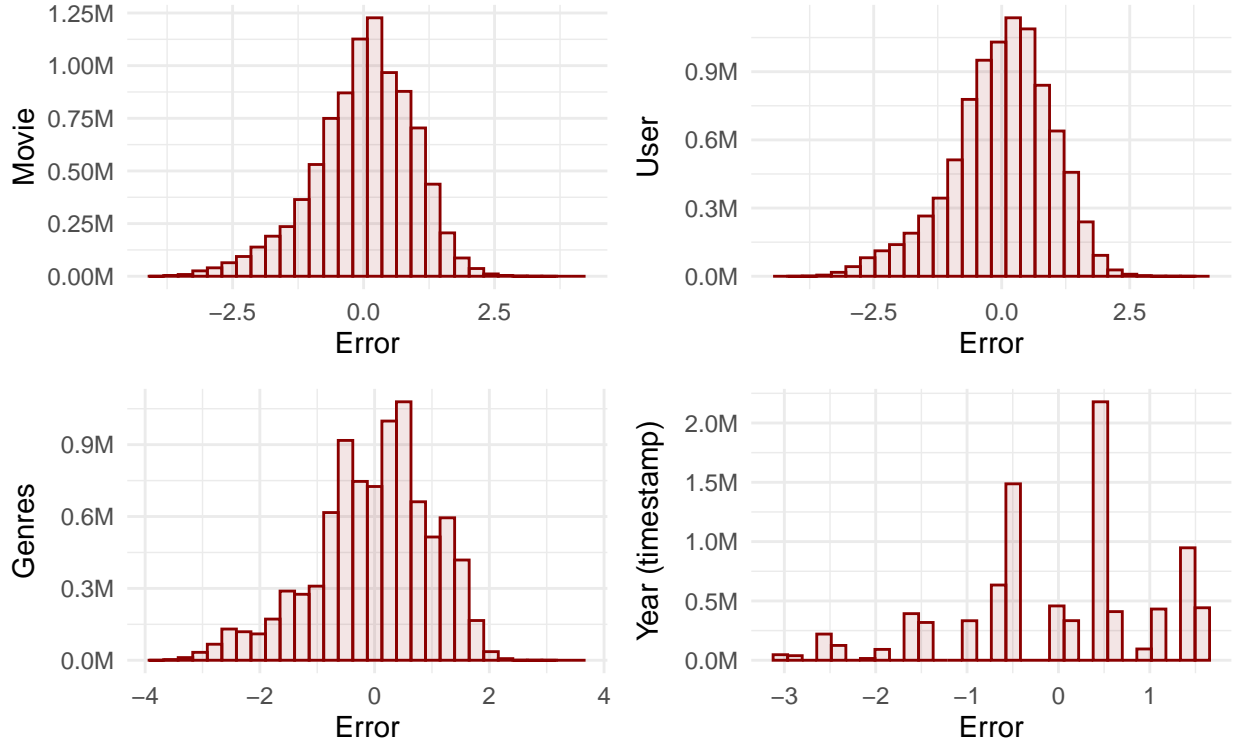 Movie
1.25M
1.00M
0.75M
0.50M
0.25M
0.00M
−2.5 0.0 2.5
Error
User
0.9M
0.6M
0.3M
0.0M
−2.5 0.0 2.5
Error
Genres
0.9M
0.6M
0.3M
0.0M
−4 −2 0 2 4
Error
Year (timestamp)
2.0M
1.5M
1.0M
0.5M
0.0M
−3 −2 −1 0 1
Error